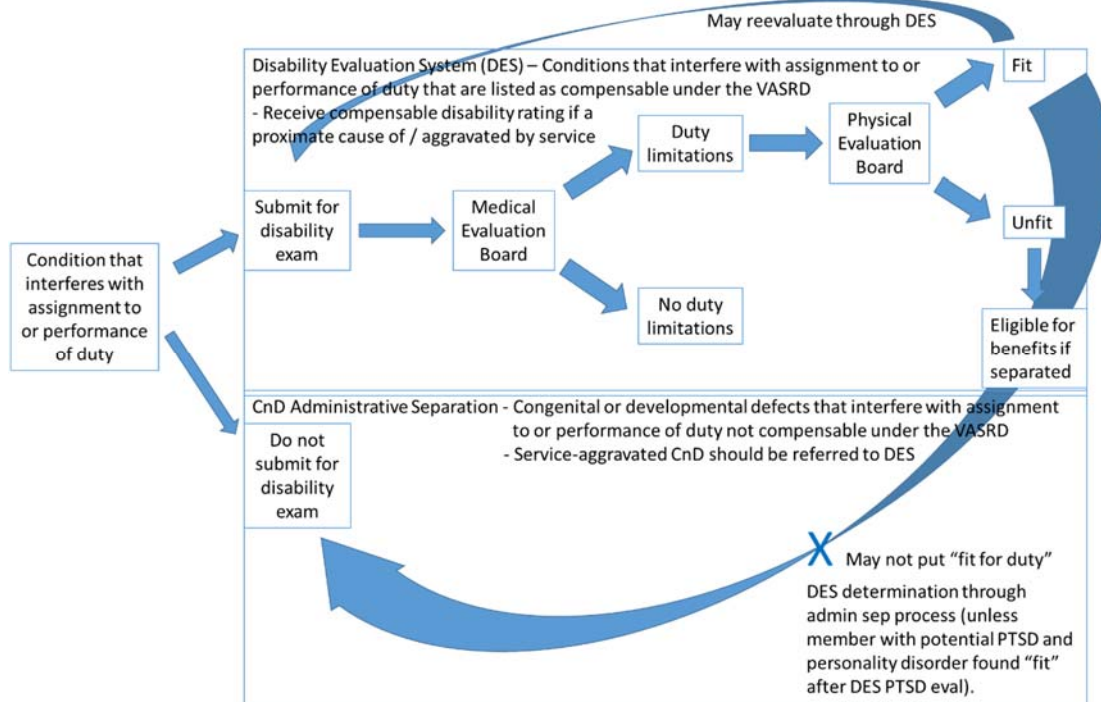 May reevaluate through DES
Disability Evaluation System (DES) – Conditions that interfere with assignment to or
performance of duty that are listed as compensable under the VASRD
- Receive compensable disability rating if a
proximate cause of / aggravated by service
Fit
Duty
limitations
Physical
Evaluation
Board
Submit for
disability
exam
Medical
Evaluation
Board
Unfit
Condition that
interferes with
assignment to
or performance
of duty
No duty
limitations
Eligible for
benefits if
separated
CnD Administrative Separation - Congenital or developmental defects that interfere with assignment
to or performance of duty not compensable under the VASRD
- Service-aggravated CnD should be referred to DES
Do not
submit for
disability
exam
X May not put “fit for duty”
DES determination through
admin sep process (unless
member with potential PTSD and
personality disorder found “fit”
after DES PTSD eval).